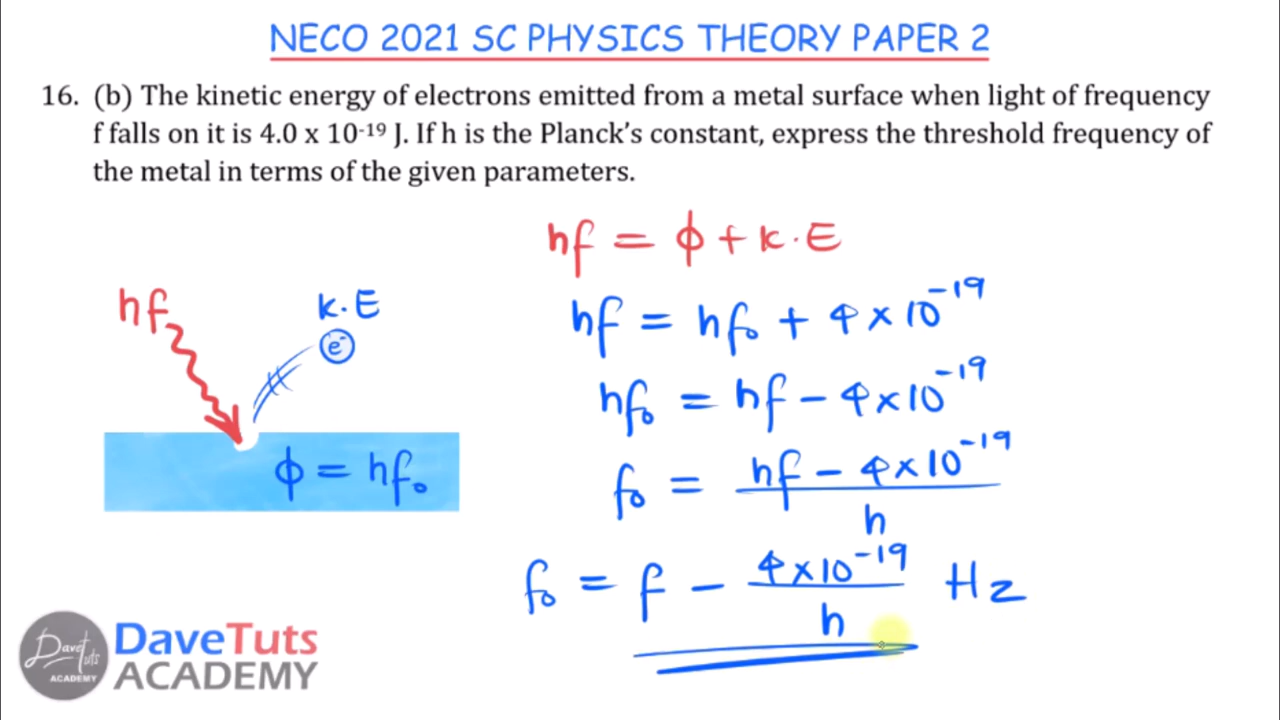 NECO 2021 SC PHYSICS THEORY PAPER 2
16. (b) The kinetic energy of electrons emitted from a metal surface when light of frequency
f falls on it is 4.0 x 10⁻¹⁹ J. If h is the Planck’s constant, express the threshold frequency of
the metal in terms of the given parameters.
hf = ϕ + K.E
hf
K.E
e⁻
ϕ = hf₀
hf = hf₀ + 4 × 10⁻¹⁹
hf₀ = hf − 4×10⁻¹⁹
f₀ = hf − 4×10⁻¹⁹
h
f₀ = f − 4×10⁻¹⁹ Hz
h
Dave Tuts
ACADEMY
DaveTuts
ACADEMY